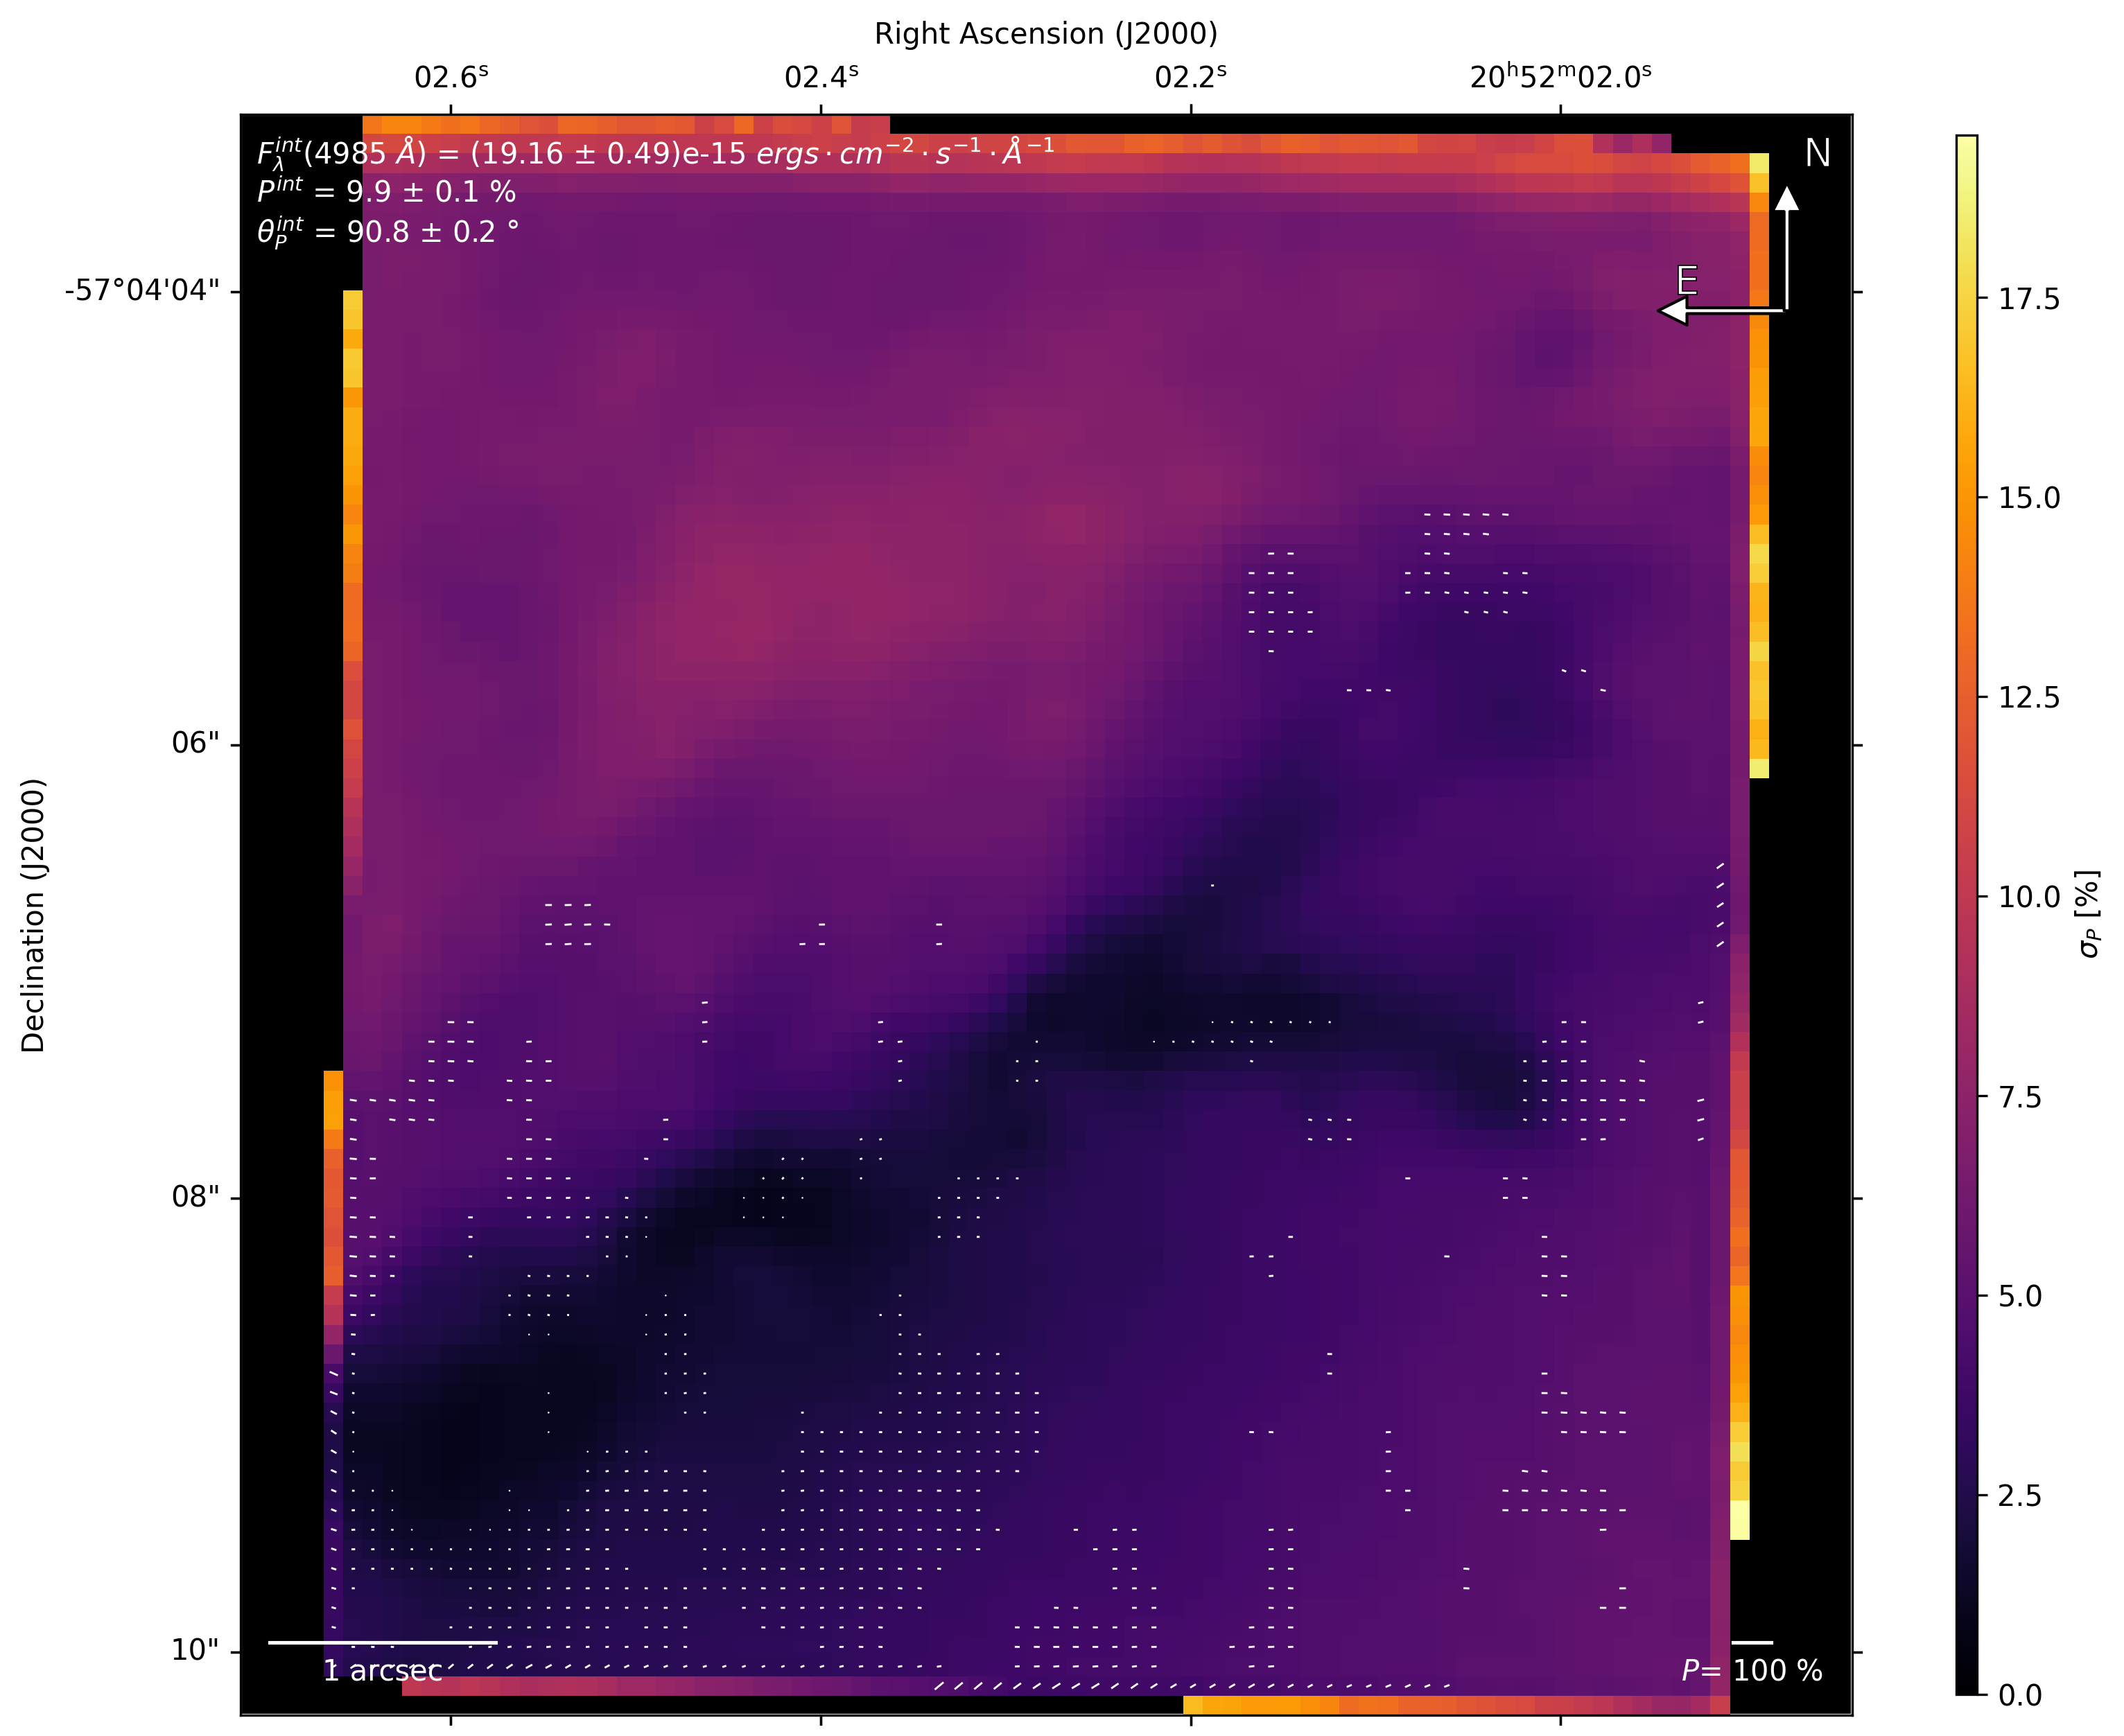 Right Ascension (J2000)
02.6ˢ 02.4ˢ 02.2ˢ 20ʰ52ᵐ02.0ˢ
F_λ^int(4985 Å) = (19.16 ± 0.49)e-15 ergs · cm⁻² · s⁻¹ · Å⁻¹
P^int = 9.9 ± 0.1 %
θ_P^int = 90.8 ± 0.2 °
N
E
-57°04'04"
06"
08"
10"
Declination (J2000)
1 arcsec
P= 100 %
17.5
15.0
12.5
10.0
7.5
5.0
2.5
0.0
σ_P [%]